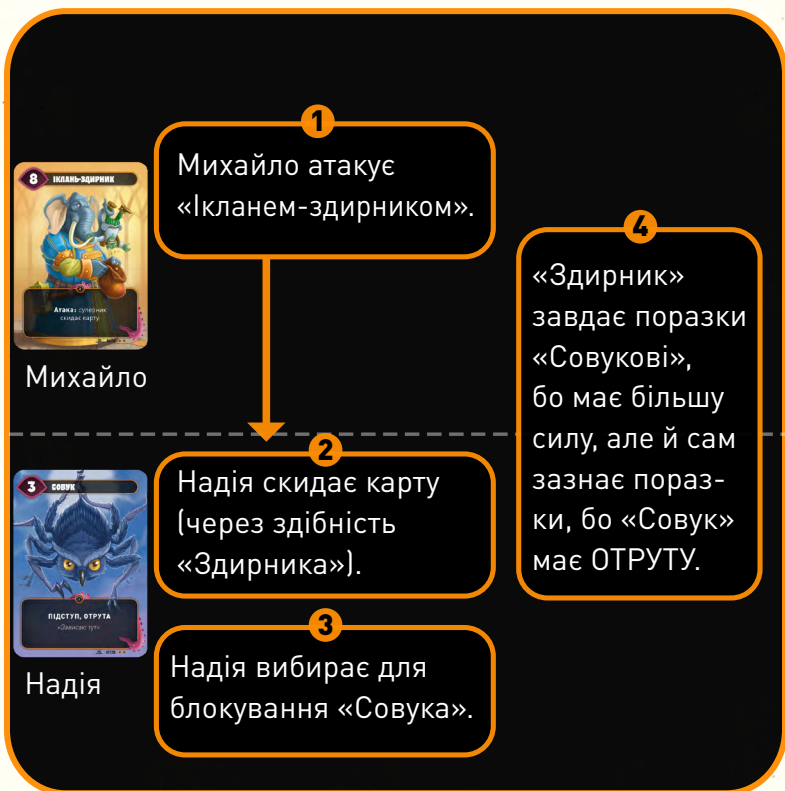 1
Михайло атакує
«Ікланем-здирником».
8 ІКЛАНЬ-ЗДИРНИК
Атака: суперник
скидає карту
Михайло
2
Надія скидає карту
(через здібність
«Здирника»).
3 СОВУК
ПІДСТУП, ОТРУТА
«Зависаю тут»
Надія
3
Надія вибирає для
блокування «Совука».
4
«Здирник»
завдає поразки
«Совукові»,
бо має більшу
силу, але й сам
зазнає пораз-
ки, бо «Совук»
має ОТРУТУ.